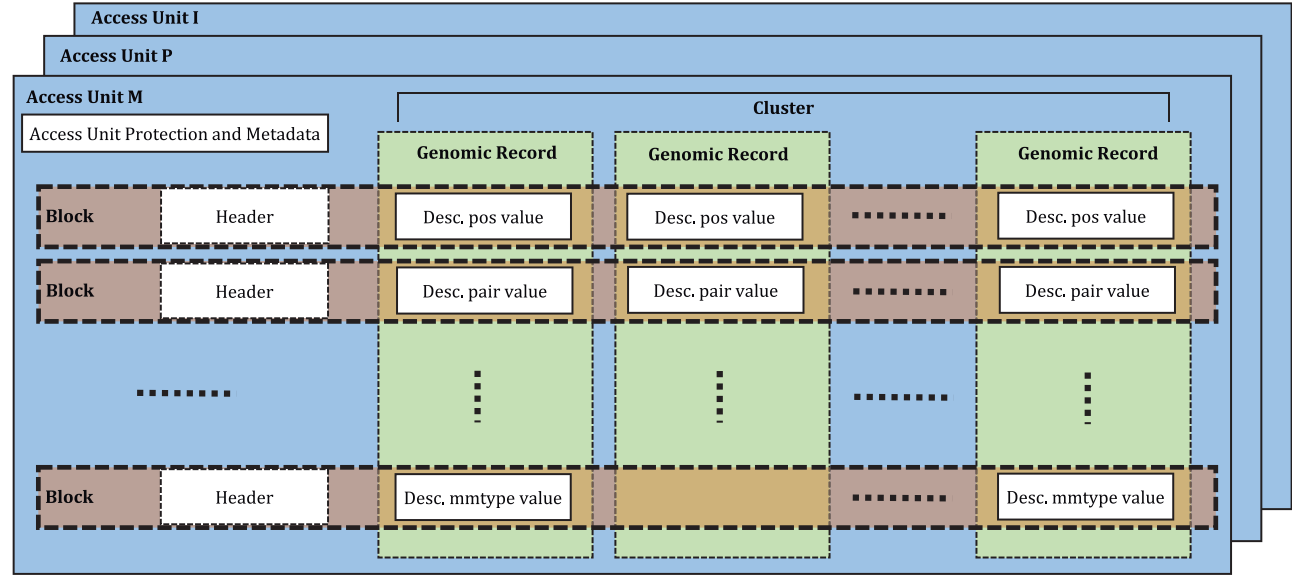 Access Unit I
Access Unit P
Access Unit M
Cluster
Access Unit Protection and Metadata
Genomic Record
Genomic Record
Genomic Record
Block
Header
Desc. pos value
Desc. pos value
Desc. pos value
Block
Header
Desc. pair value
Desc. pair value
Desc. pair value
Block
Header
Desc. mmtype value
Desc. mmtype value